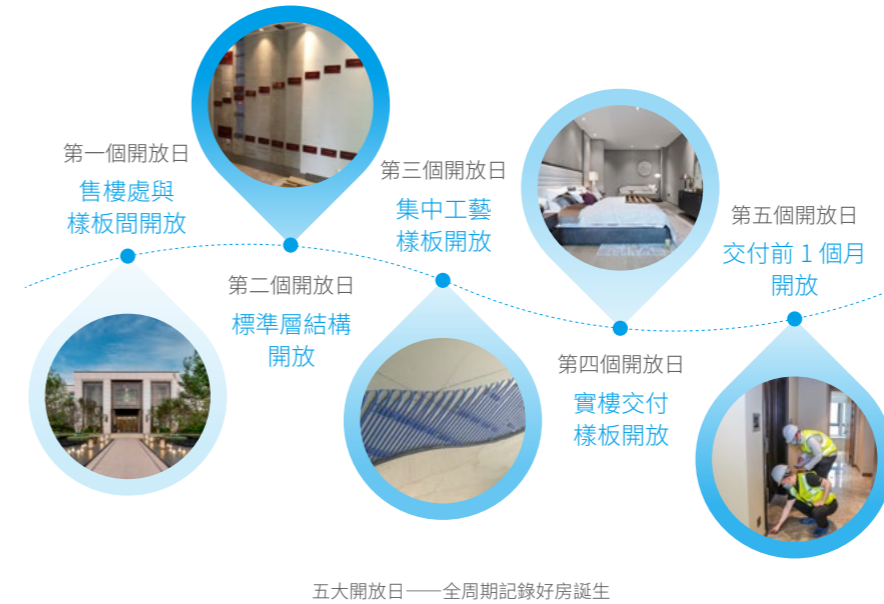 第一個開放日
售樓處與
樣板間開放
第二個開放日
標準層結構
開放
第三個開放日
集中工藝
樣板開放
第四個開放日
實樓交付
樣板開放
第五個開放日
交付前 1 個月
開放
五大開放日——全周期記錄好房誕生